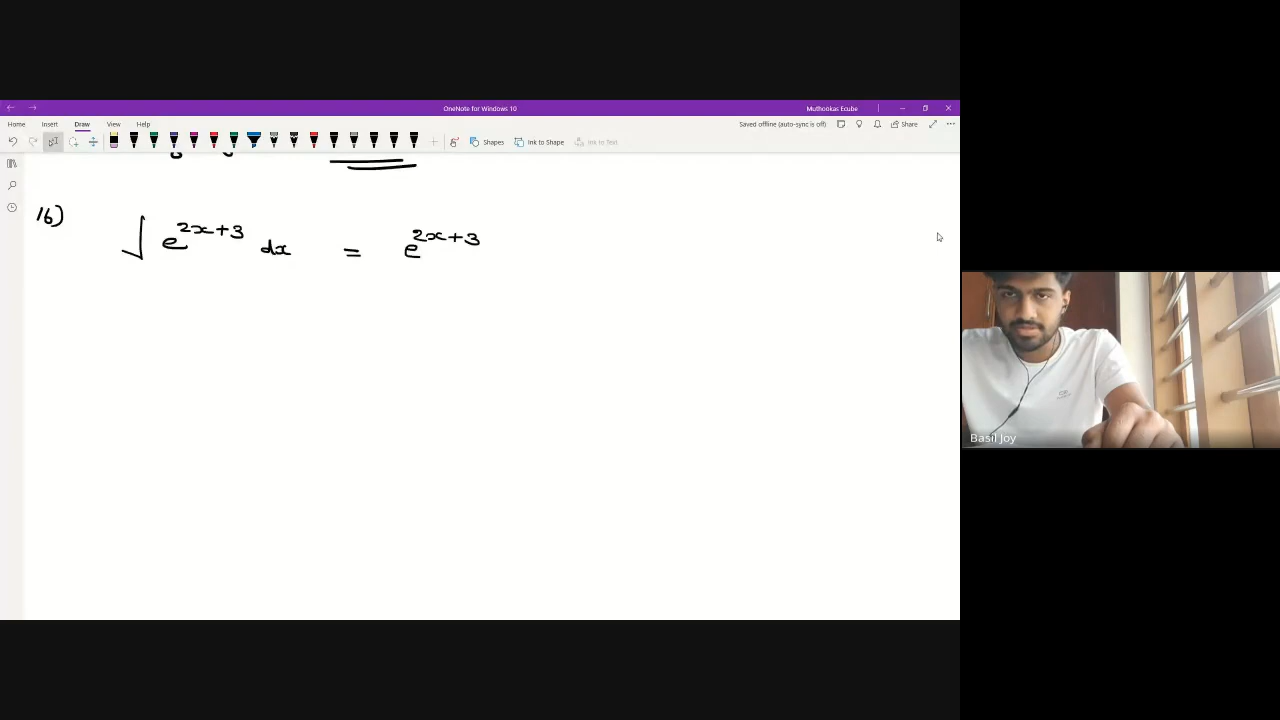 OneNote for Windows 10
Muthookas Ecube
Home Insert Draw View Help
Saved offline (auto-sync is off) Share
Shapes Ink to Shape Ink to Text
16) ∫ e^{2x+3} dx = e^{2x+3}
Basil Joy